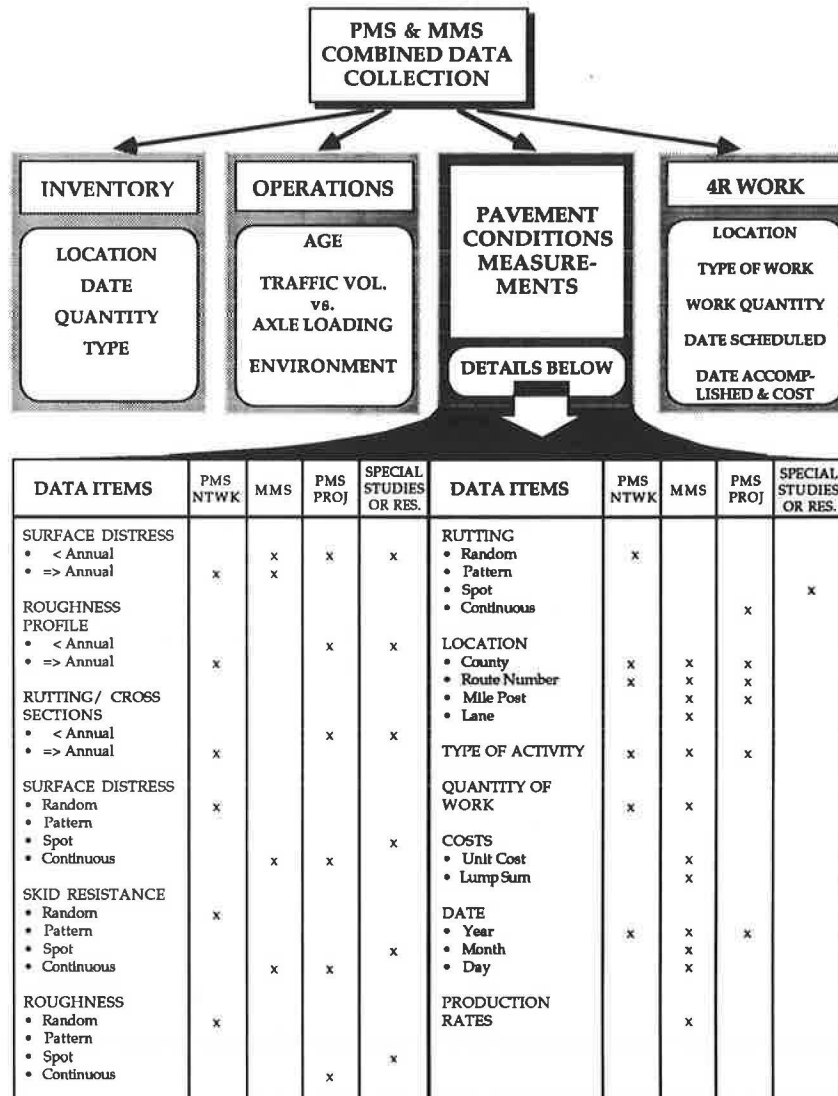 PMS & MMS
COMBINED DATA
COLLECTION
INVENTORY
LOCATION
DATE
QUANTITY
TYPE
OPERATIONS
AGE
TRAFFIC VOL.
vs.
AXLE LOADING
ENVIRONMENT
PAVEMENT
CONDITIONS
MEASURE-
MENTS
DETAILS BELOW
4R WORK
LOCATION
TYPE OF WORK
WORK QUANTITY
DATE SCHEDULED
DATE ACCOMP-
LISHED & COST
DATA ITEMS PMS NTWK MMS PMS PROJ SPECIAL STUDIES OR RES.
SURFACE DISTRESS
• < Annual x x x
• => Annual x x
ROUGHNESS
PROFILE
• < Annual x x
• => Annual x
RUTTING/ CROSS
SECTIONS
• < Annual x x
• => Annual x
SURFACE DISTRESS
• Random x
• Pattern
• Spot x
• Continuous x x
SKID RESISTANCE
• Random x
• Pattern
• Spot x
• Continuous x x
ROUGHNESS
• Random x
• Pattern
• Spot x
• Continuous x
DATA ITEMS PMS NTWK MMS PMS PROJ SPECIAL STUDIES OR RES.
RUTTING
• Random x
• Pattern
• Spot x
• Continuous x
LOCATION
• County x x x
• Route Number x x x
• Mile Post x x
• Lane x
TYPE OF ACTIVITY x x x
QUANTITY OF
WORK x x
COSTS
• Unit Cost x
• Lump Sum x
DATE
• Year x x x
• Month x
• Day x
PRODUCTION
RATES x